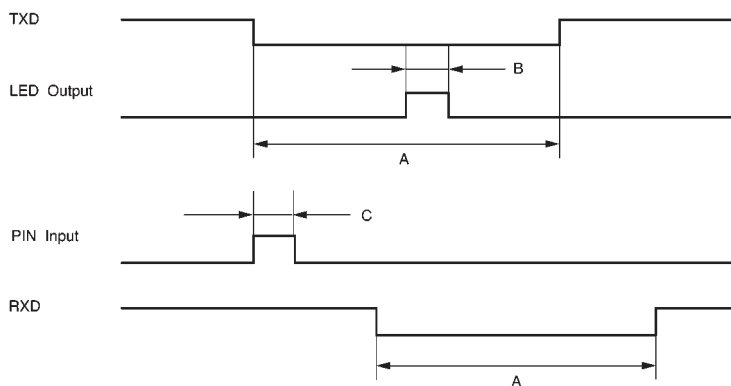 TXD
B
LED Output
A
C
PIN Input
RXD
A